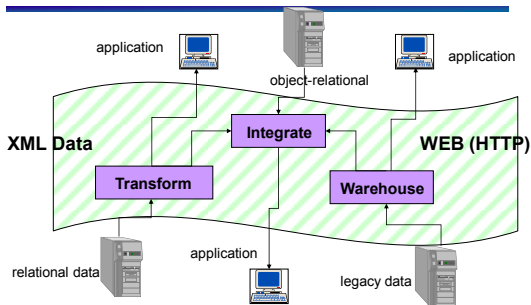 application
application
object-relational
XML Data
Integrate
WEB (HTTP)
Transform
Warehouse
application
relational data
legacy data